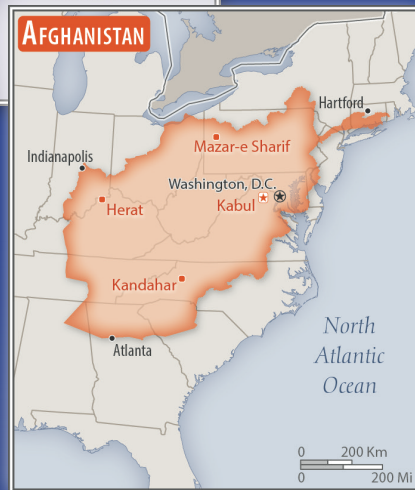 AFGHANISTAN
Hartford
Mazar-e Sharif
Indianapolis
Washington, D.C.
Kabul
Herat
Kandahar
Atlanta
North
Atlantic
Ocean
0 200 Km
0 200 Mi